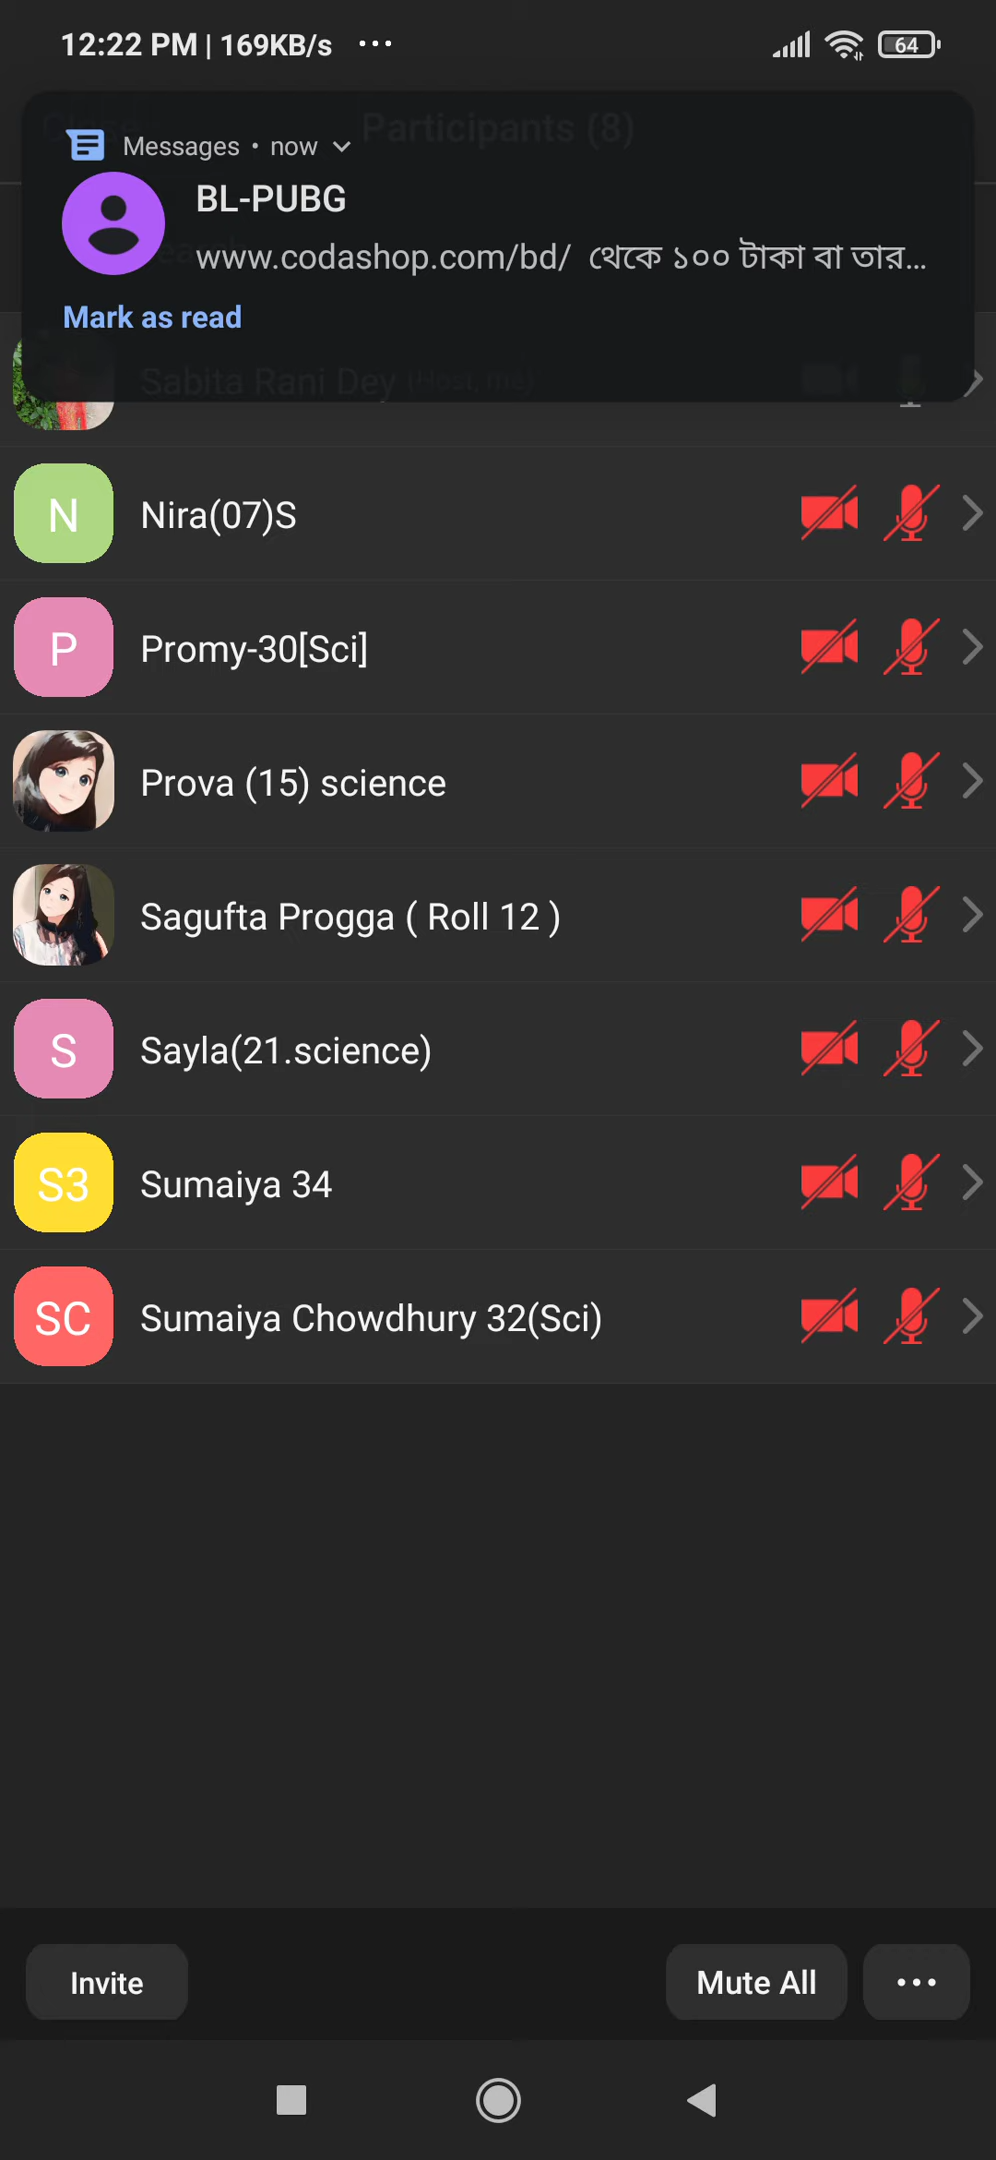 12:22 PM | 169KB/s ...
64
Participants (8)
Messages • now
BL-PUBG
www.codashop.com/bd/ থেকে ১০০ টাকা বা তার...
Mark as read
Sabita Rani Dey (Host, me)
N
Nira(07)S
P
Promy-30[Sci]
Prova (15) science
Sagufta Progga ( Roll 12 )
S
Sayla(21.science)
S3
Sumaiya 34
SC
Sumaiya Chowdhury 32(Sci)
Invite
Mute All